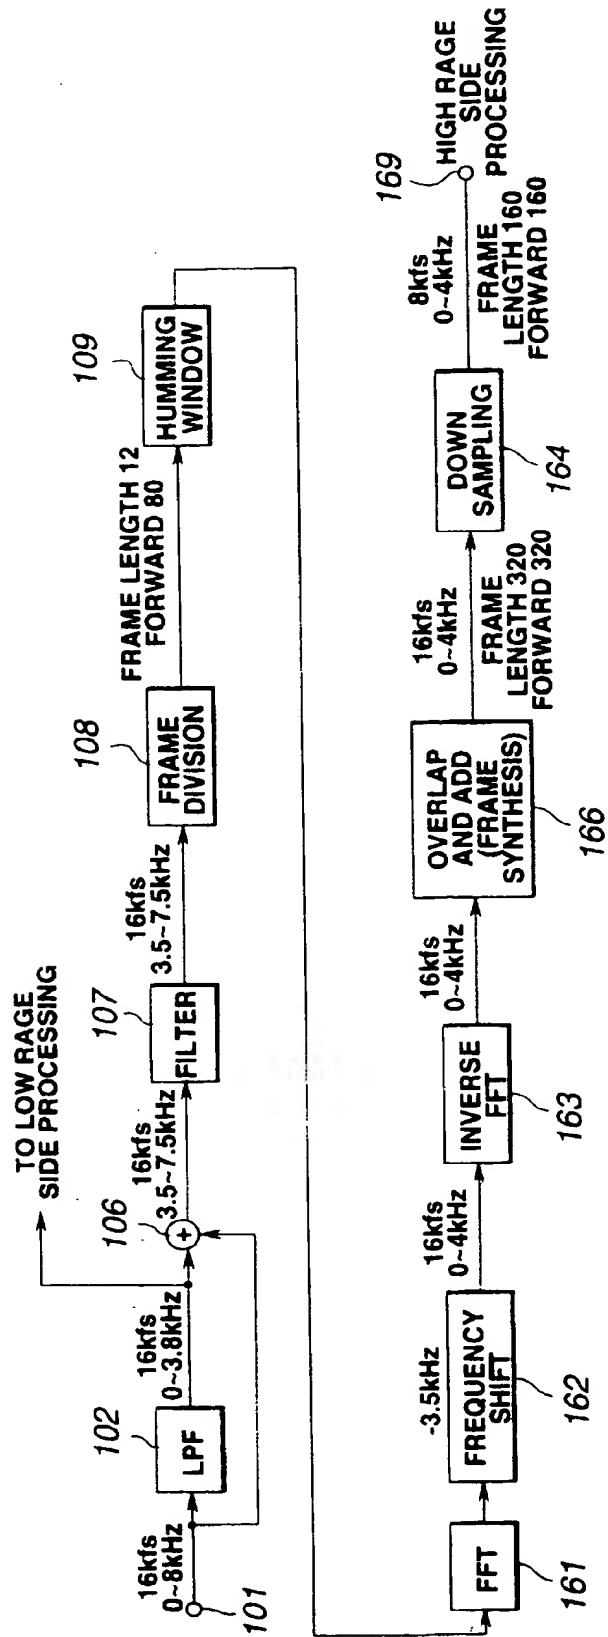 16kfs
0~8kHz
101
102
LPF
16kfs
0~3.8kHz
TO LOW RAGE
SIDE PROCESSING
106
+
16kfs
3.5~7.5kHz
107
FILTER
16kfs
3.5~7.5kHz
108
FRAME
DIVISION
FRAME LENGTH 12
FORWARD 80
109
HUMMING
WINDOW
FFT
161
-3.5kHz
FREQUENCY
SHIFT
162
16kfs
0~4kHz
INVERSE
FFT
163
16kfs
0~4kHz
OVERLAP
AND ADD
(FRAME
SYNTHESIS)
166
16kfs
0~4kHz
FRAME
LENGTH 320
FORWARD 320
DOWN
SAMPLING
164
8kfs
0~4kHz
FRAME
LENGTH 160
FORWARD 160
169
HIGH RAGE
SIDE
PROCESSING